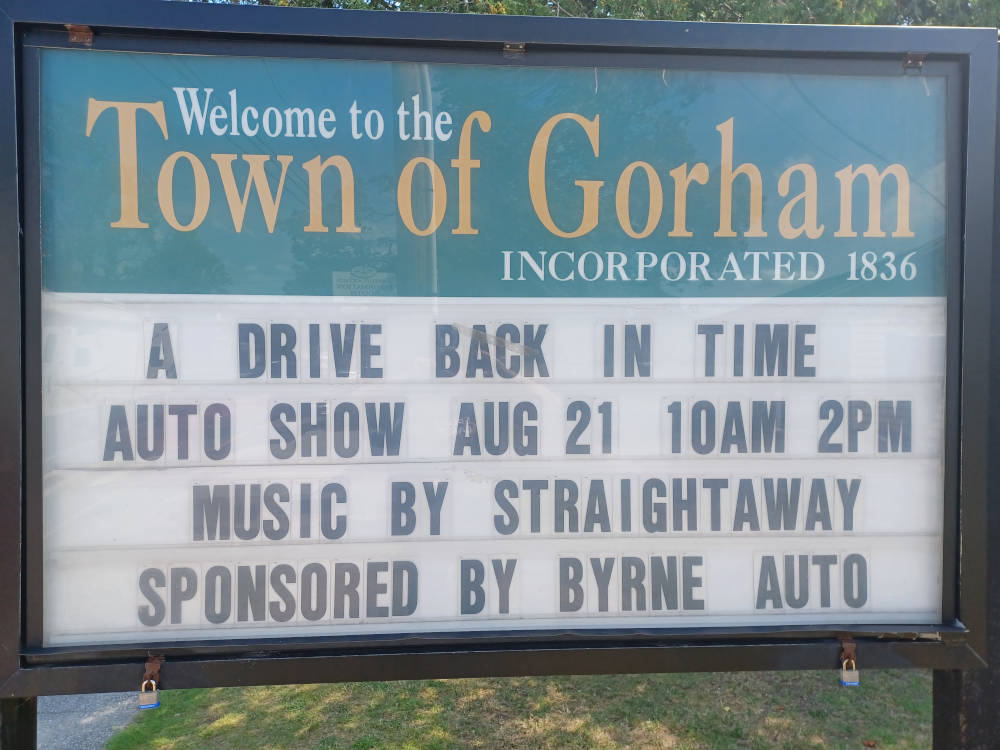 Welcome to the
Town of Gorham
INCORPORATED 1836
A DRIVE BACK IN TIME
AUTO SHOW AUG 21 10AM 2PM
MUSIC BY STRAIGHTAWAY
SPONSORED BY BYRNE AUTO